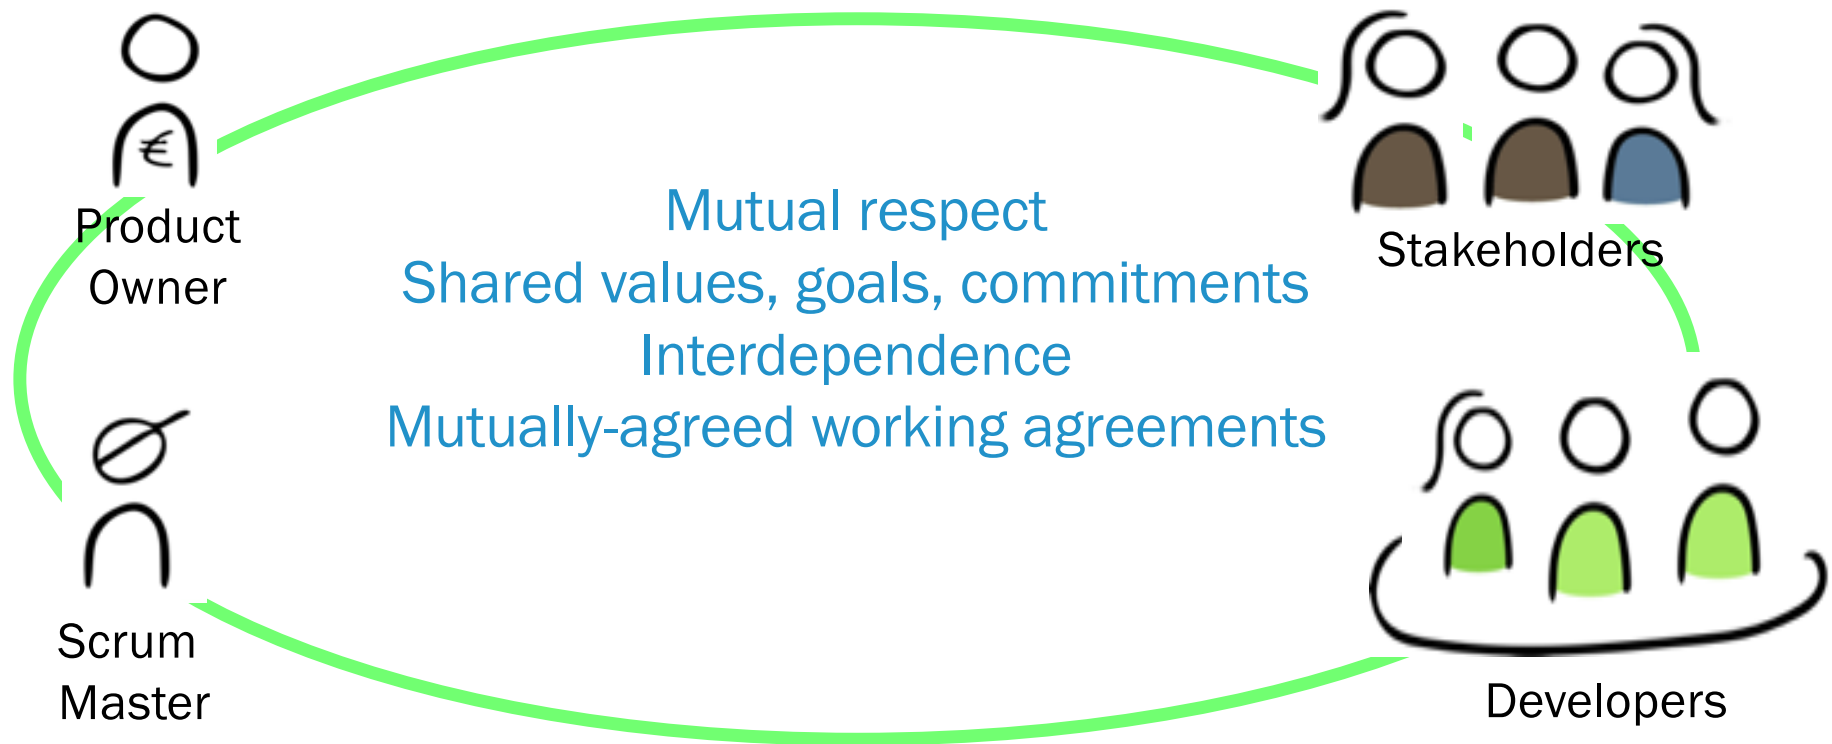 €
Product
Owner
Mutual respect
Shared values, goals, commitments
Interdependence
Mutually-agreed working agreements
Stakeholders
Scrum
Master
Developers